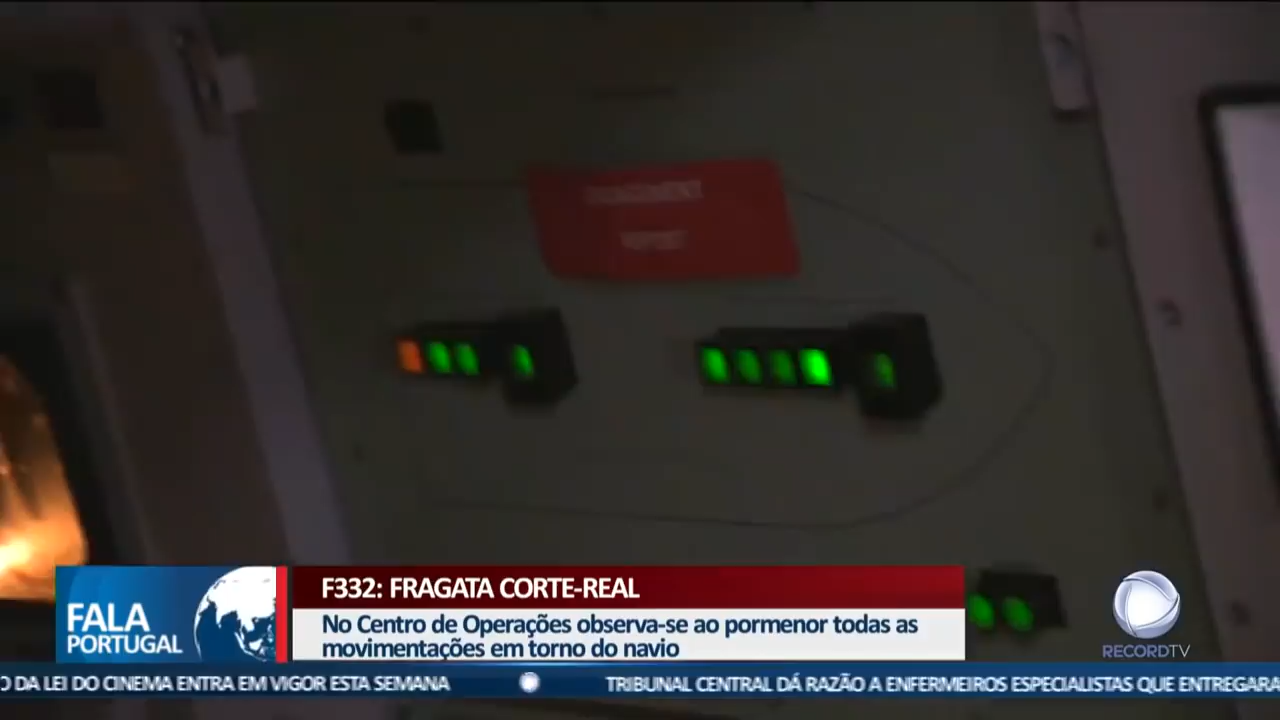 F332: FRAGATA CORTE-REAL
No Centro de Operações observa-se ao pormenor todas as
movimentações em torno do navio
FALA
PORTUGAL
RECORDTV
DA LEI DO CINEMA ENTRA EM VIGOR ESTA SEMANA
TRIBUNAL CENTRAL DÁ RAZÃO A ENFERMEIROS ESPECIALISTAS QUE ENTREGARA